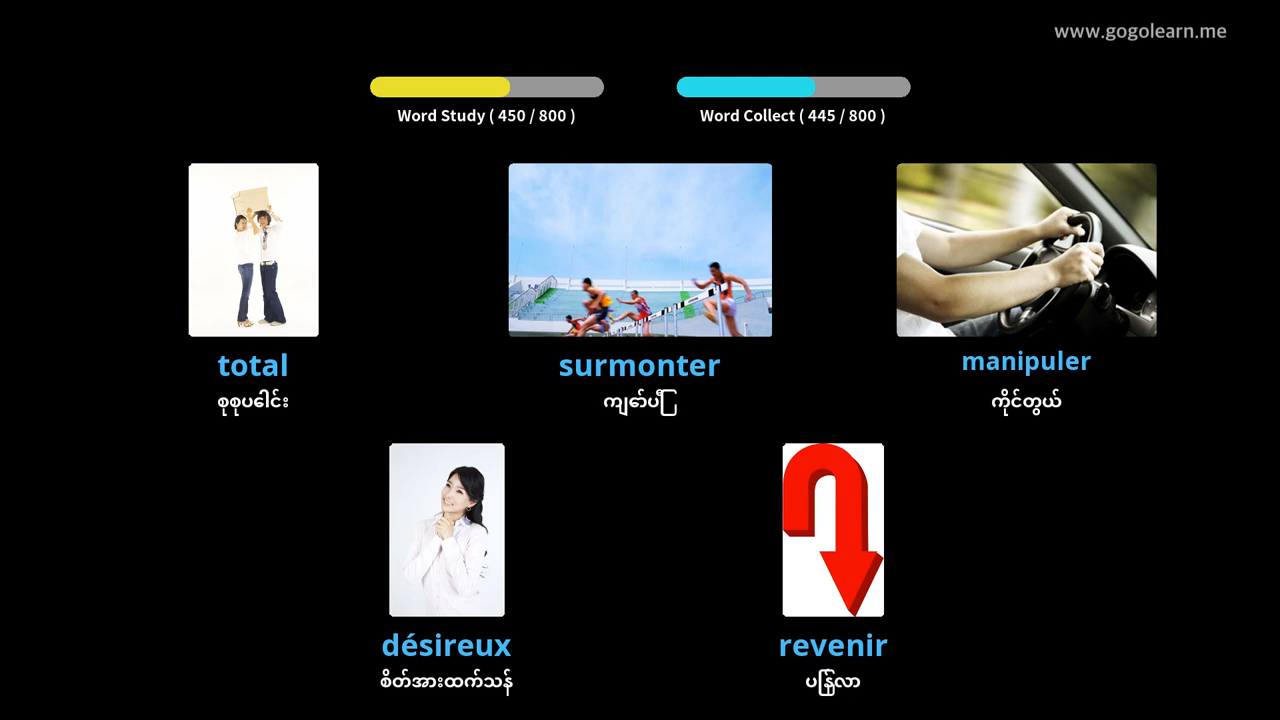 www.gogolearn.me
Word Study ( 450 / 800 )
Word Collect ( 445 / 800 )
total
surmonter
manipuler
စုစုပေါင်း
ကျော်ပြီ
ကိုင်တွယ်
désireux
revenir
စိတ်အားထက်သန်
ပြန်လာ